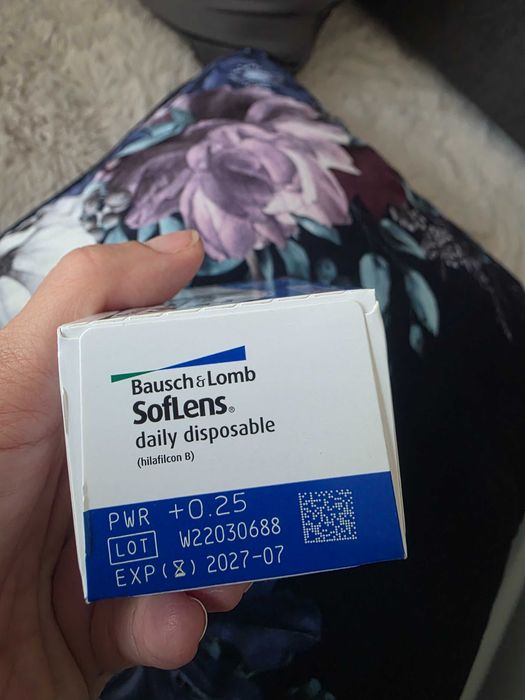 Bausch & Lomb
SofLens®
daily disposable
(hilafilcon B)
PWR +0.25
LOT W22030688
EXP (⌛) 2027-07